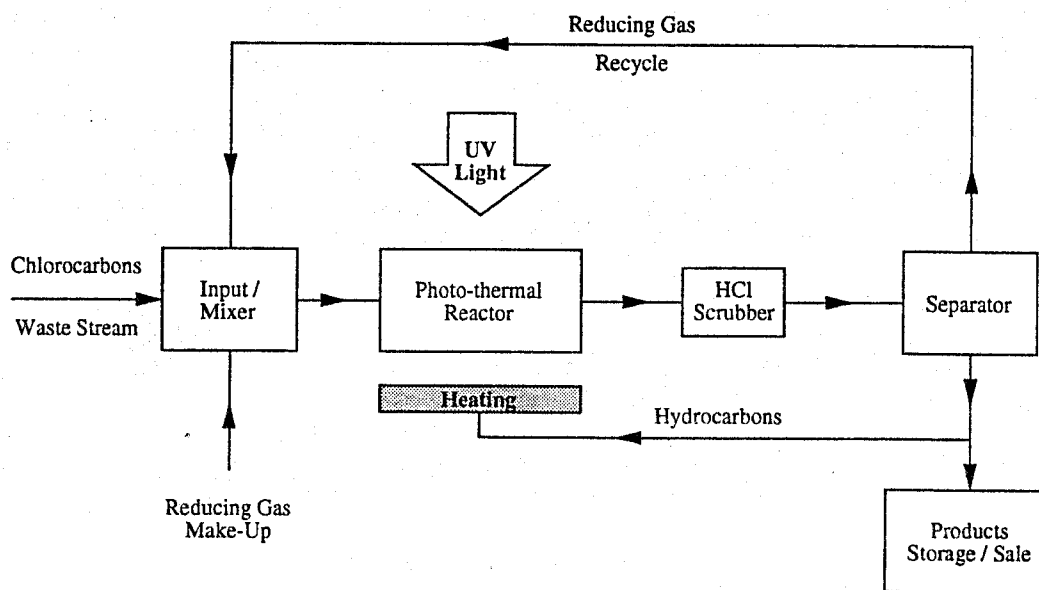 Reducing Gas
Recycle
UV
Light
Chlorocarbons
Waste Stream
Input /
Mixer
Photo-thermal
Reactor
HCl
Scrubber
Separator
Heating
Hydrocarbons
Reducing Gas
Make-Up
Products
Storage / Sale